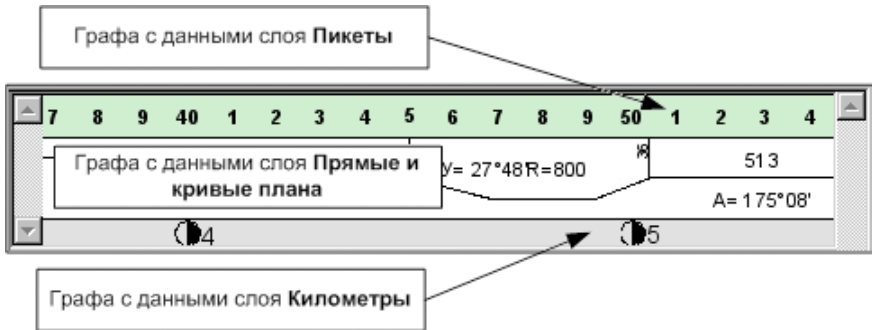 Графа с данными слоя Пикеты
7 8 9 40 1 2 3 4 5 6 7 8 9 50 1 2 3 4
Графа с данными слоя Прямые и
кривые плана
У= 27°48'R=800
513
А= 175°08'
4 5
Графа с данными слоя Километры